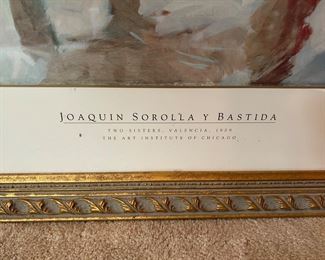 JOAQUIN SOROLLA Y BASTIDA
TWO SISTERS, VALENCIA, 1909
THE ART INSTITUTE OF CHICAGO